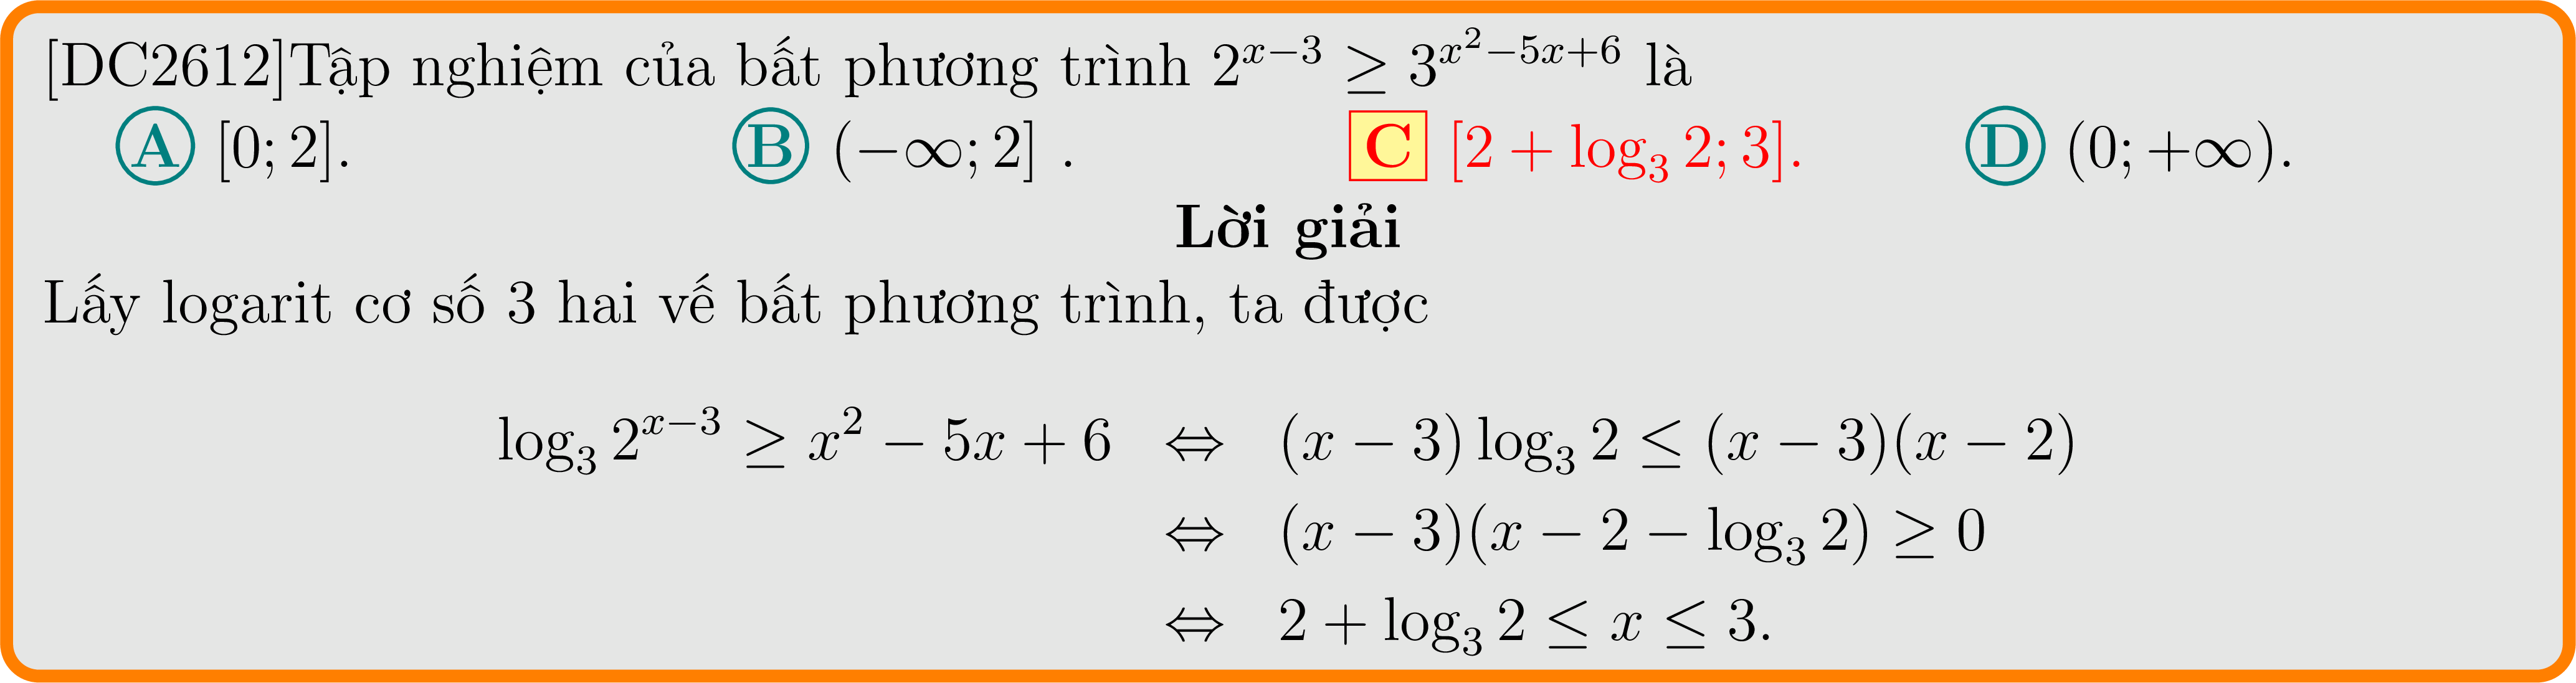 [DC2612]Tập nghiệm của bất phương trình $2^{x-3} \geq 3^{x^2-5x+6}$ là
A [0; 2]. B (−∞; 2] . C $[2 + \log_3 2; 3]$. D (0; +∞).
Lời giải
Lấy logarit cơ số 3 hai vế bất phương trình, ta được
$\log_3 2^{x-3} \geq x^2 - 5x + 6 \Leftrightarrow (x - 3)\log_3 2 \leq (x - 3)(x - 2)$
$\Leftrightarrow (x - 3)(x - 2 - \log_3 2) \geq 0$
$\Leftrightarrow 2 + \log_3 2 \leq x \leq 3.$